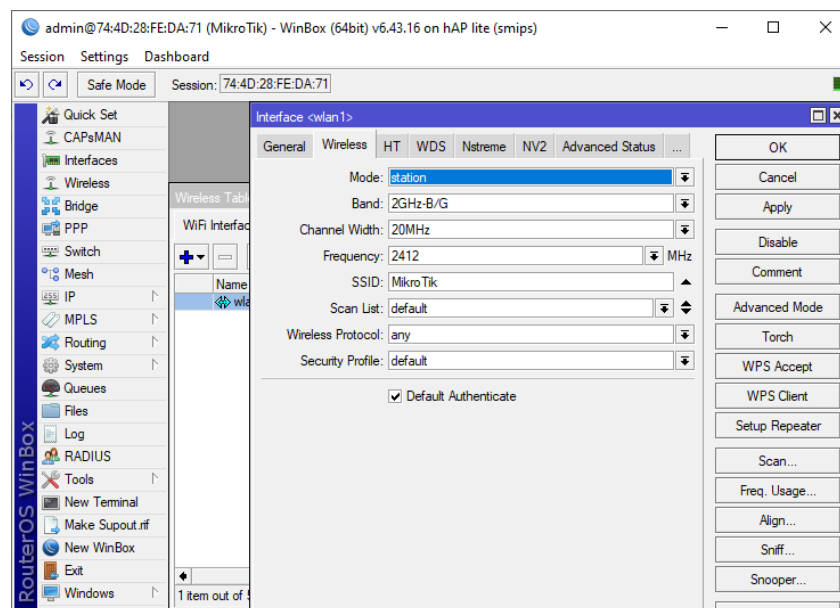 admin@74:4D:28:FE:DA:71 (MikroTik) - WinBox (64bit) v6.43.16 on hAP lite (smips)
Session Settings Dashboard
Safe Mode Session: 74:4D:28:FE:DA:71
Quick Set
CAPsMAN
Interfaces
Wireless
Bridge
PPP
Switch
Mesh
IP
MPLS
Routing
System
Queues
Files
Log
RADIUS
Tools
New Terminal
Make Supout.rif
New WinBox
Exit
Windows
RouterOS WinBox
Wireless Tabl
WiFi Interfac
Name
wla
1 item out of
Interface <wlan1>
General Wireless HT WDS Nstreme NV2 Advanced Status ...
Mode: station
Band: 2GHz-B/G
Channel Width: 20MHz
Frequency: 2412 MHz
SSID: MikroTik
Scan List: default
Wireless Protocol: any
Security Profile: default
Default Authenticate
OK
Cancel
Apply
Disable
Comment
Advanced Mode
Torch
WPS Accept
WPS Client
Setup Repeater
Scan...
Freq. Usage...
Align...
Sniff...
Snooper...